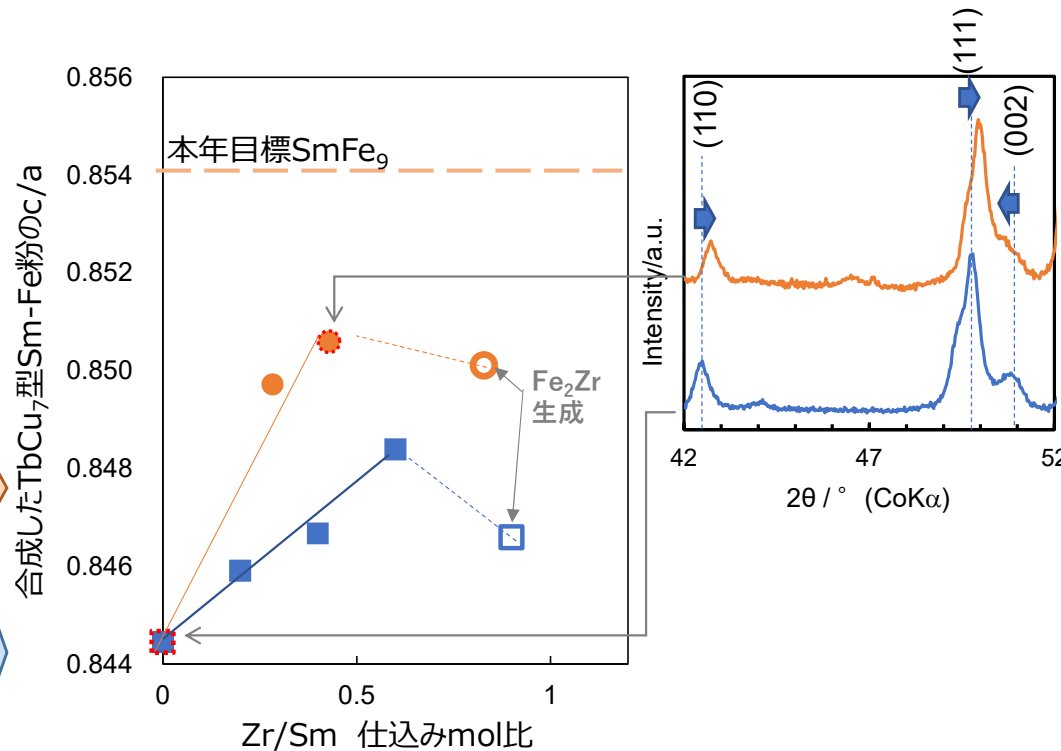 合成したTbCu₇型Sm-Fe粉のc/a
0.856
0.854
0.852
0.850
0.848
0.846
0.844
本年目標SmFe₉
Fe₂Zr
生成
0
0.5
1
Zr/Sm 仕込みmol比
(110)
(111)
(002)
Intensity/a.u.
42
47
52
2θ / ° (CoKα)